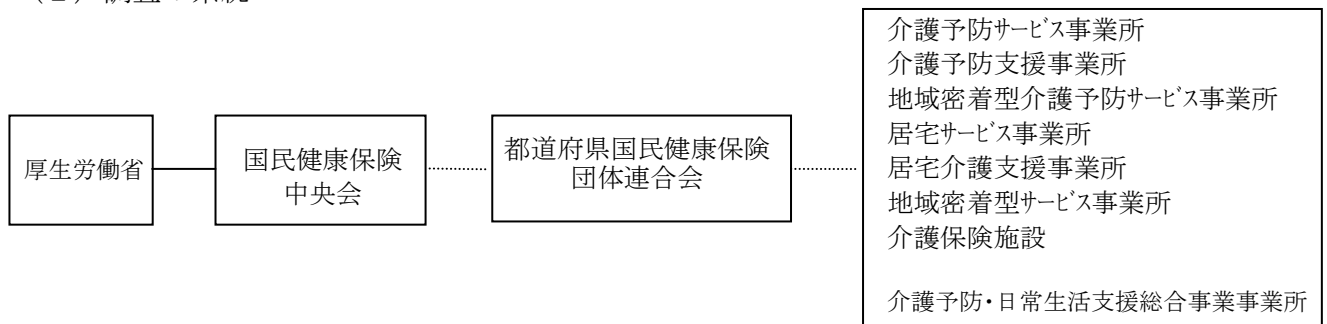 厚生労働省
国民健康保険
中央会
都道府県国民健康保険
団体連合会
介護予防サービス事業所
介護予防支援事業所
地域密着型介護予防サービス事業所
居宅サービス事業所
居宅介護支援事業所
地域密着型サービス事業所
介護保険施設
介護予防・日常生活支援総合事業事業所